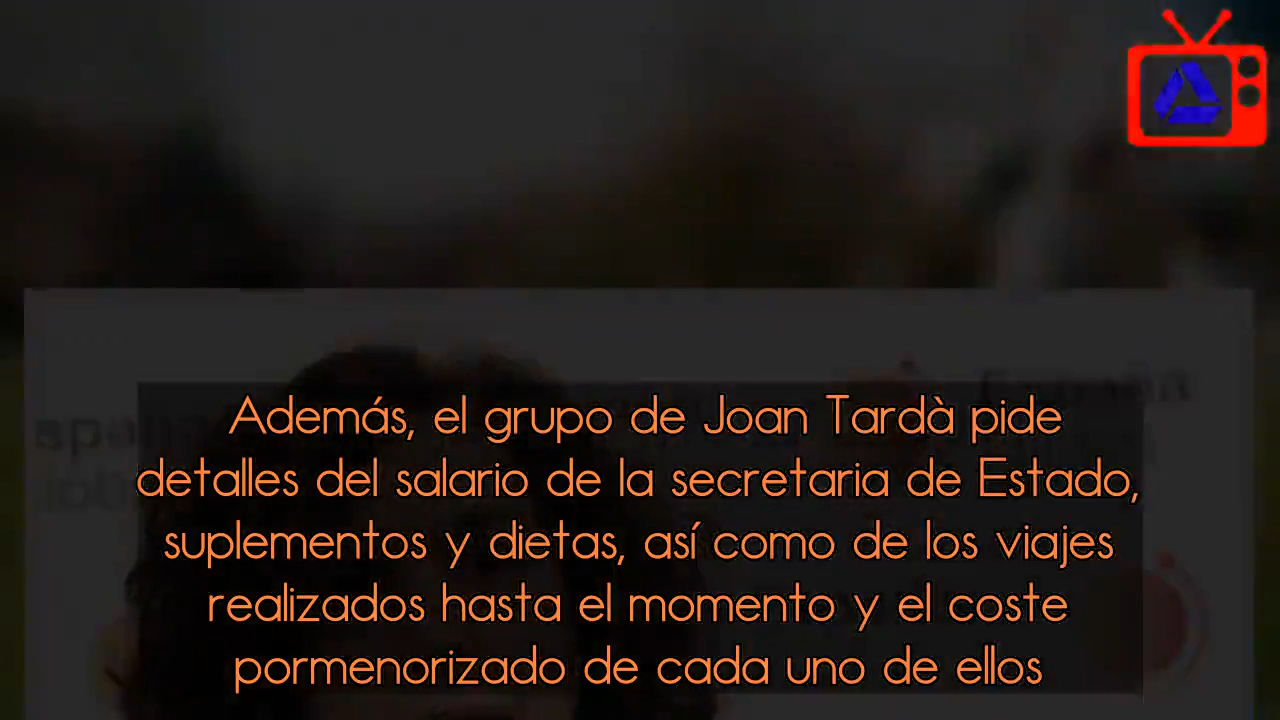 Además, el grupo de Joan Tardà pide
detalles del salario de la secretaria de Estado,
suplementos y dietas, así como de los viajes
realizados hasta el momento y el coste
pormenorizado de cada uno de ellos